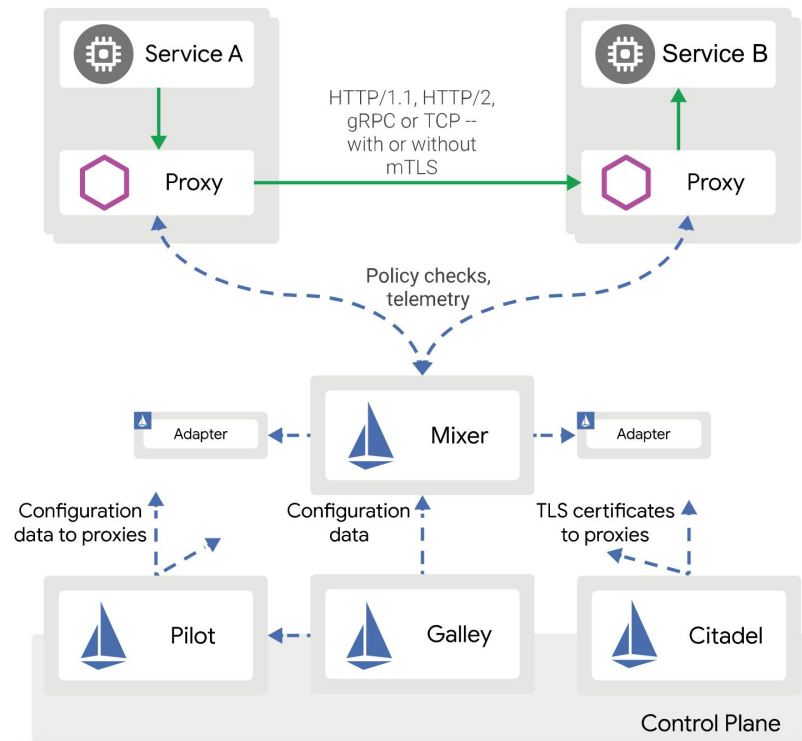 Service A
Service B
HTTP/1.1, HTTP/2,
gRPC or TCP --
with or without
mTLS
Proxy
Proxy
Policy checks,
telemetry
Adapter
Mixer
Adapter
Configuration
data to proxies
Configuration
data
TLS certificates
to proxies
Pilot
Galley
Citadel
Control Plane